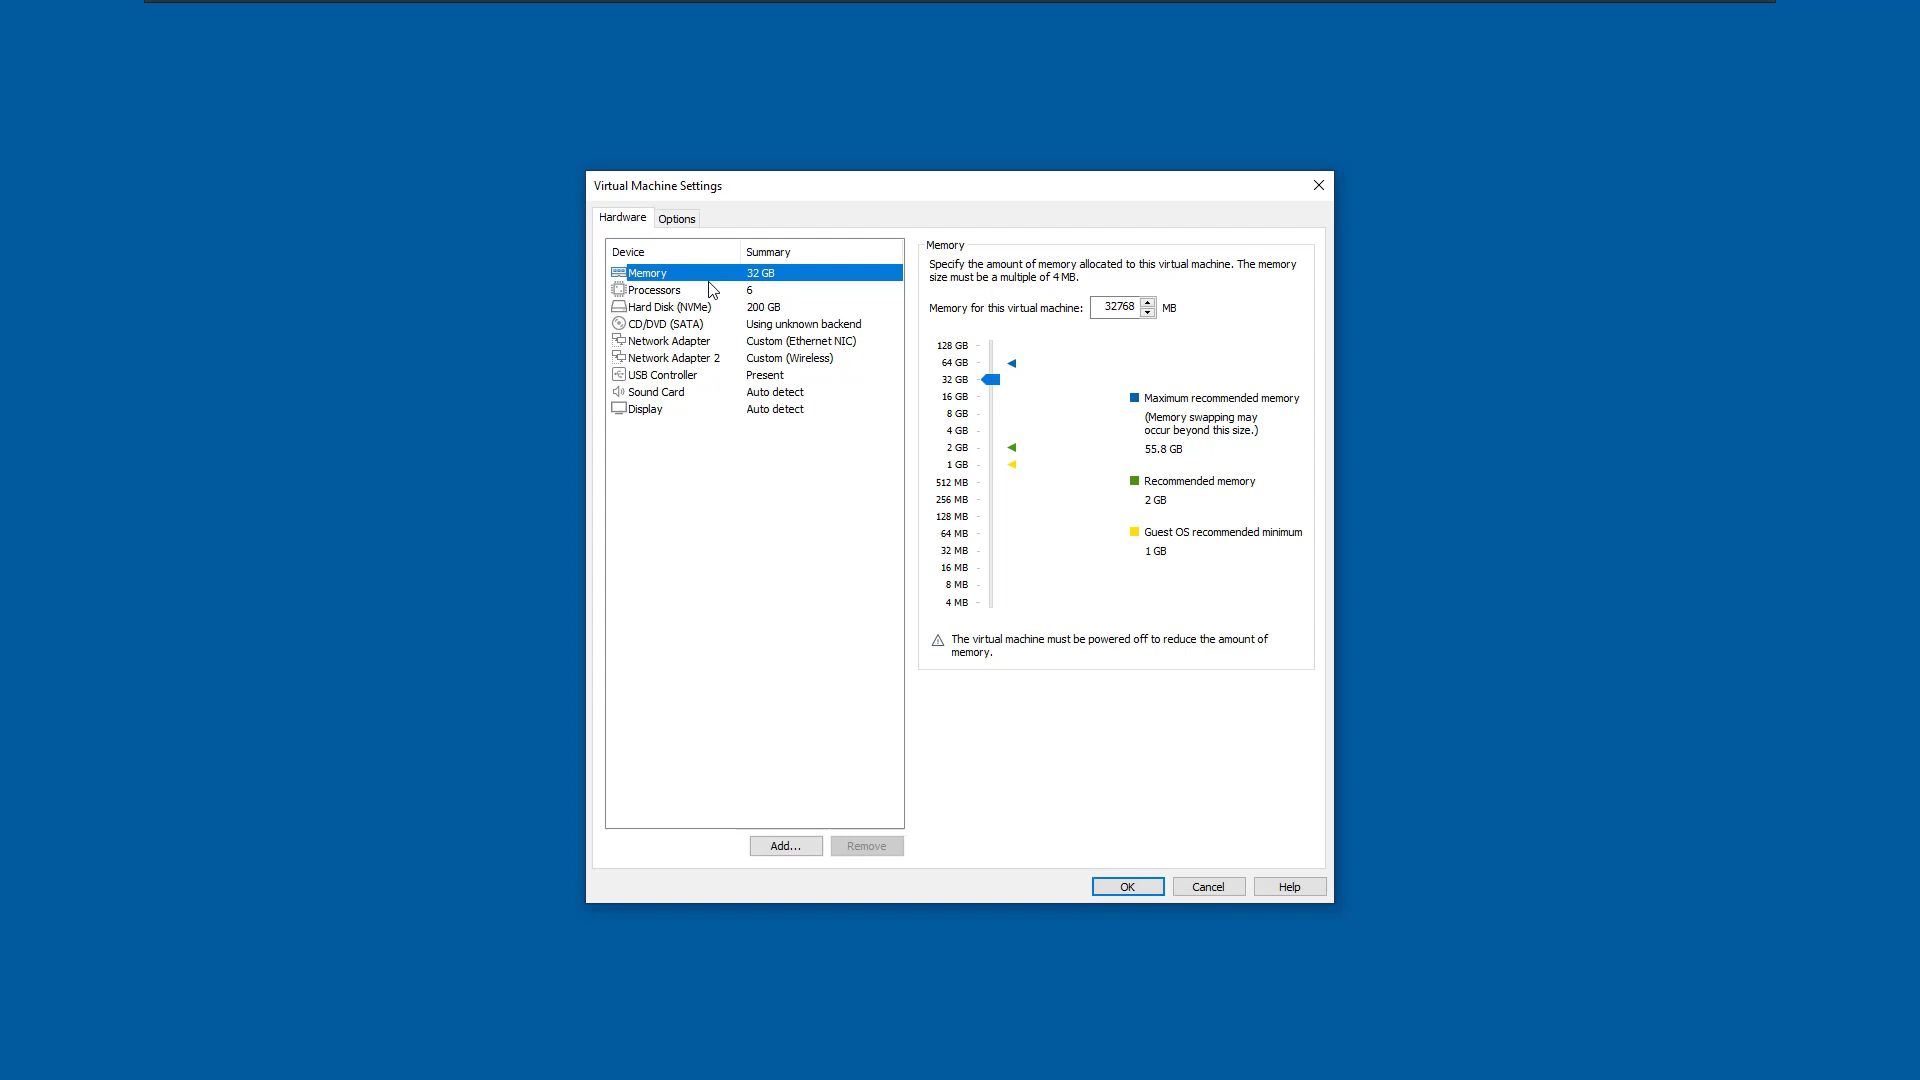 Virtual Machine Settings
Hardware
Options
Device Summary
Memory 32 GB
Processors 6
Hard Disk (NVMe) 200 GB
CD/DVD (SATA) Using unknown backend
Network Adapter Custom (Ethernet NIC)
Network Adapter 2 Custom (Wireless)
USB Controller Present
Sound Card Auto detect
Display Auto detect
Add...
Remove
Memory
Specify the amount of memory allocated to this virtual machine. The memory
size must be a multiple of 4 MB.
Memory for this virtual machine: 32768 MB
128 GB
64 GB
32 GB
16 GB
8 GB
4 GB
2 GB
1 GB
512 MB
256 MB
128 MB
64 MB
32 MB
16 MB
8 MB
4 MB
Maximum recommended memory
(Memory swapping may
occur beyond this size.)
55.8 GB
Recommended memory
2 GB
Guest OS recommended minimum
1 GB
The virtual machine must be powered off to reduce the amount of
memory.
OK
Cancel
Help